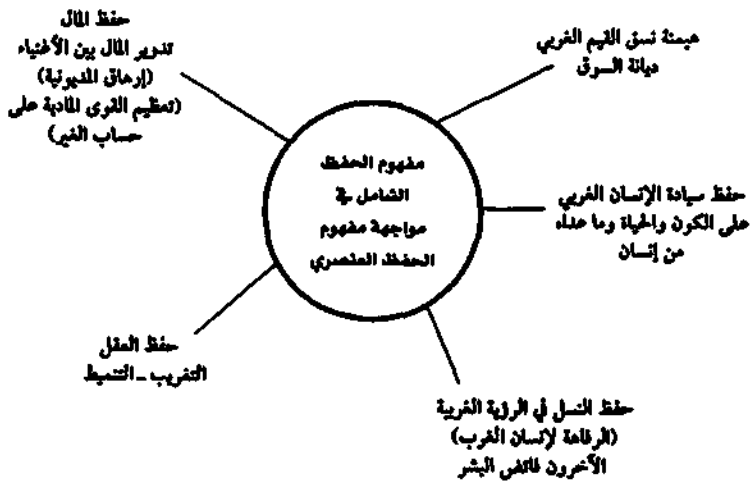 هيمنة نسق القيم الغربي
ديانة السوق
حفظ المال
تدوير المال بين الأغنياء
(إرهاق المديونية)
(تعظيم القوى المادية على
حساب الغير)
مفهوم الحفظ
الشامل في
مواجهة مفهوم
الحفظ العنصري
حفظ سيادة الإنسان الغربي
على الكون والحياة وما عداه
من إنسان
حفظ العقل
التغريب - التنميط
حفظ النسل في الرؤية الغربية
(الرفاهة لإنسان الغرب)
الآخرون فائض البشر